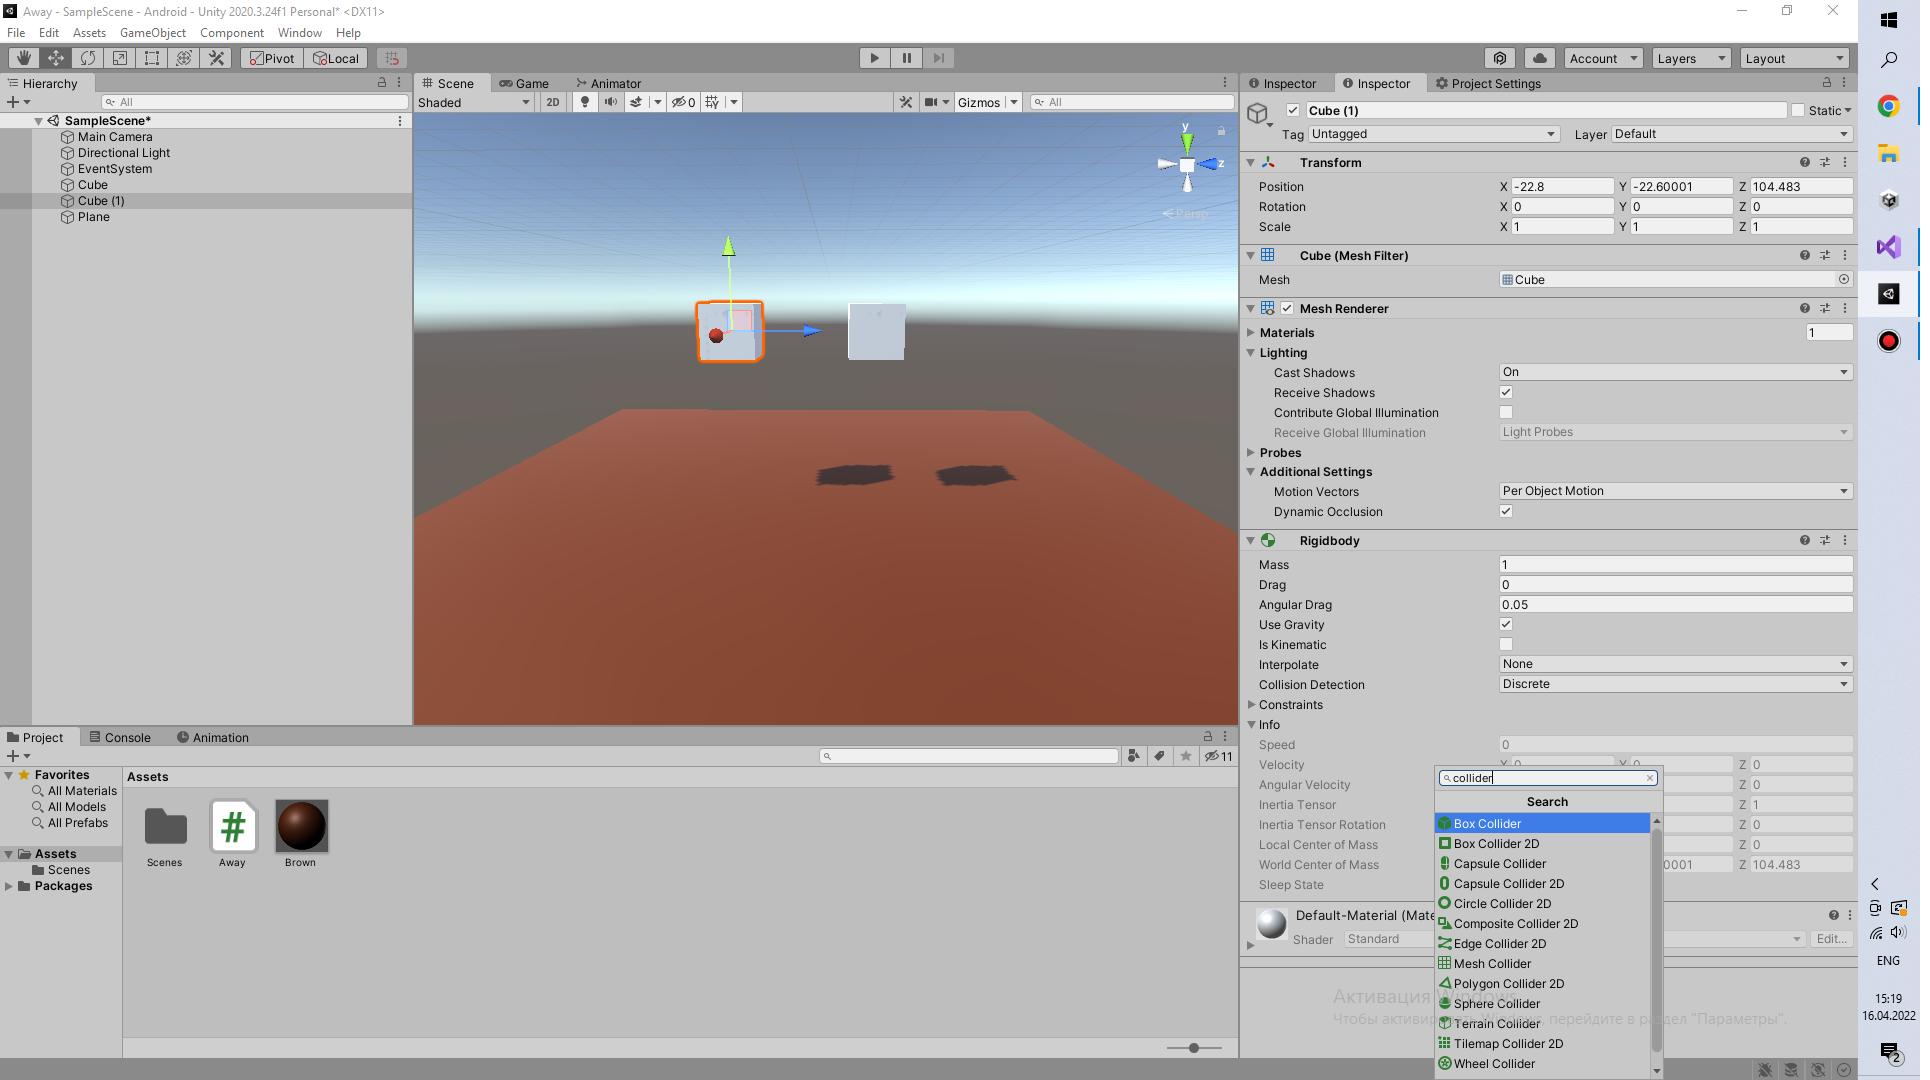 Away - SampleScene - Android - Unity 2020.3.24f1 Personal* <DX11>
File Edit Assets GameObject Component Window Help
Pivot Local Account Layers Layout
Hierarchy
All
SampleScene*
Main Camera
Directional Light
EventSystem
Cube
Cube (1)
Plane
Scene Game Animator
Shaded 2D 0 Gizmos All
y
z
Persp
Inspector Inspector Project Settings
Cube (1) Static
Tag Untagged Layer Default
Transform
Position X -22.8 Y -22.60001 Z 104.483
Rotation X 0 Y 0 Z 0
Scale X 1 Y 1 Z 1
Cube (Mesh Filter)
Mesh Cube
Mesh Renderer
Materials 1
Lighting
Cast Shadows On
Receive Shadows
Contribute Global Illumination
Receive Global Illumination Light Probes
Probes
Additional Settings
Motion Vectors Per Object Motion
Dynamic Occlusion
Rigidbody
Mass 1
Drag 0
Angular Drag 0.05
Use Gravity
Is Kinematic
Interpolate None
Collision Detection Discrete
Constraints
Info
Speed 0
Velocity X 0 Y 0 Z 0
Angular Velocity Z 0
Inertia Tensor Z 1
Inertia Tensor Rotation Z 0
Local Center of Mass Z 0
World Center of Mass 0001 Z 104.483
Sleep State
Default-Material (Mate
Shader Standard Edit...
collider
Search
Box Collider
Box Collider 2D
Capsule Collider
Capsule Collider 2D
Circle Collider 2D
Composite Collider 2D
Edge Collider 2D
Mesh Collider
Polygon Collider 2D
Sphere Collider
Terrain Collider
Tilemap Collider 2D
Wheel Collider
Активация Windows
Чтобы активировать Windows, перейдите в раздел "Параметры".
Project Console Animation
11
Favorites
All Materials
All Models
All Prefabs
Assets
Scenes
Packages
Assets
Scenes Away Brown
ENG
15:19
16.04.2022
2